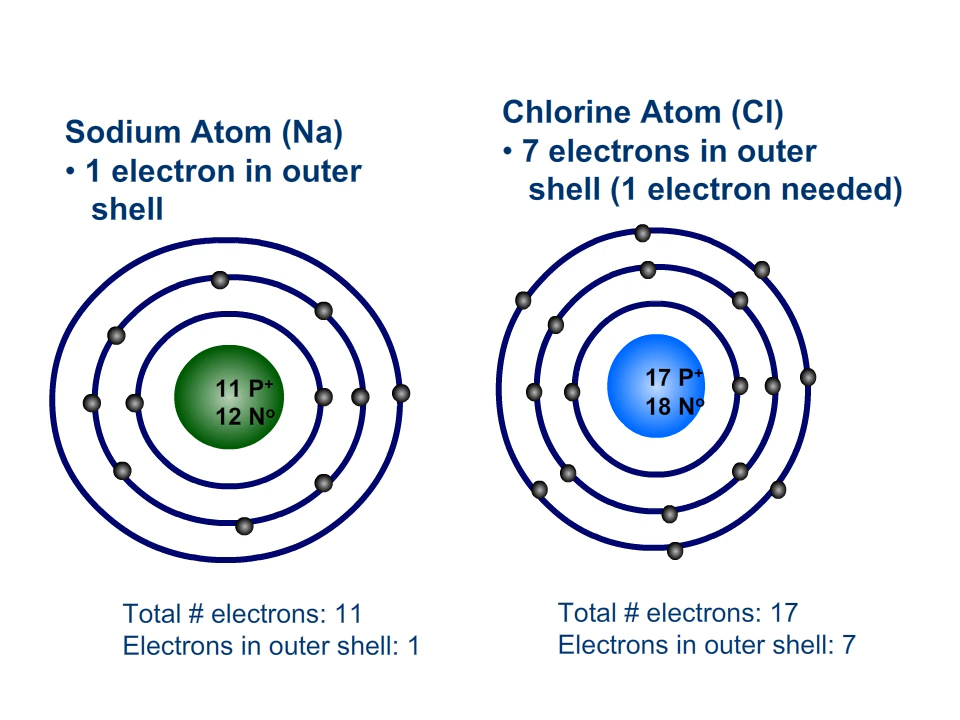 Sodium Atom (Na)
• 1 electron in outer
shell
Chlorine Atom (Cl)
• 7 electrons in outer
shell (1 electron needed)
11 P⁺
12 Nᵒ
17 P⁺
18 Nᵒ
Total # electrons: 11
Electrons in outer shell: 1
Total # electrons: 17
Electrons in outer shell: 7